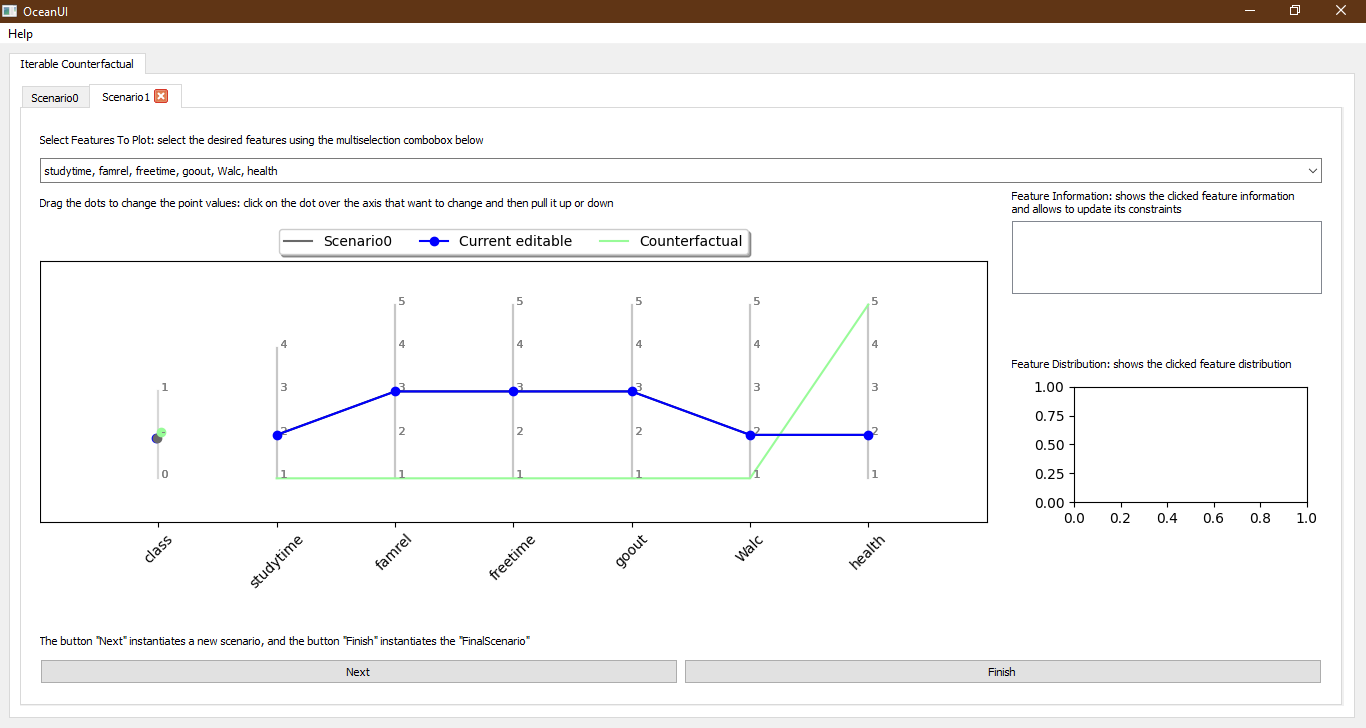 OceanUI
Help
Iterable Counterfactual
Scenario0 Scenario1
Select Features To Plot: select the desired features using the multiselection combobox below
studytime, famrel, freetime, goout, Walc, health
Drag the dots to change the point values: click on the dot over the axis that want to change and then pull it up or down
Feature Information: shows the clicked feature information
and allows to update its constraints
Scenario0 Current editable Counterfactual
5 5 5 5 5
4 4 4 4 4 4
1 3 3 3 3 3 3
2 2 2 2 2 2
0 1 1 1 1 1 1
class studytime famrel freetime goout Walc health
Feature Distribution: shows the clicked feature distribution
1.00
0.75
0.50
0.25
0.00
0.0 0.2 0.4 0.6 0.8 1.0
The button "Next" instantiates a new scenario, and the button "Finish" instantiates the "FinalScenario"
Next Finish